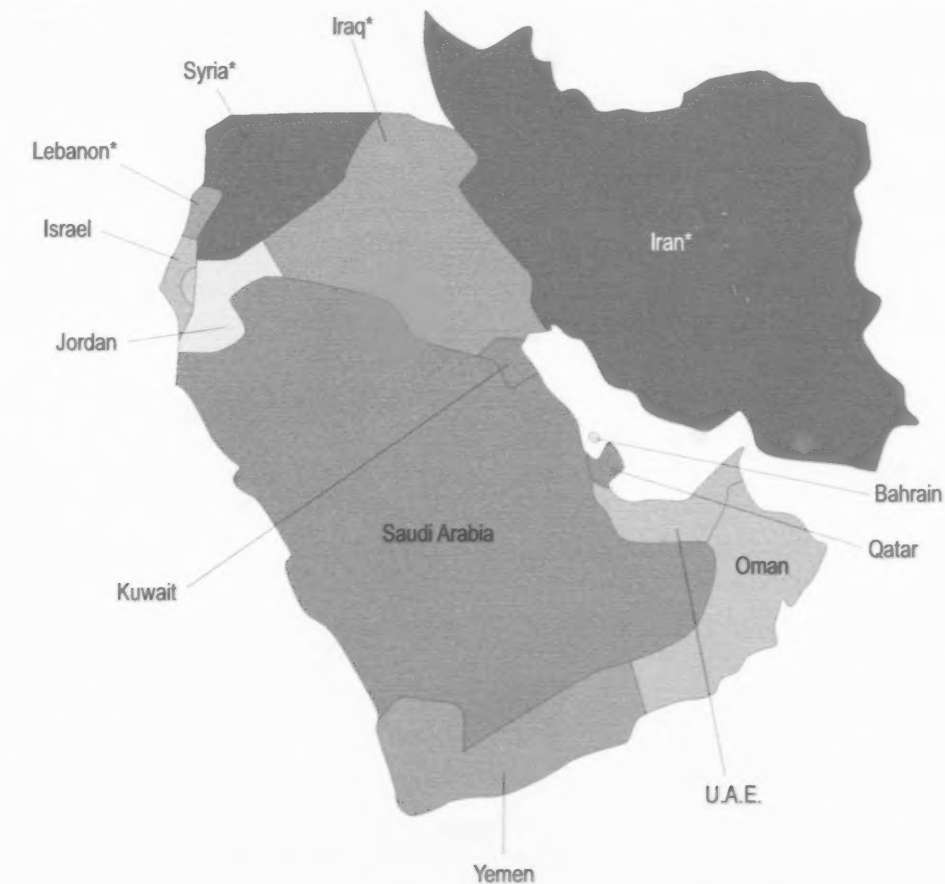 Iraq*
Syria*
Lebanon*
Israel
Iran*
Jordan
Bahrain
Saudi Arabia
Qatar
Oman
Kuwait
U.A.E.
Yemen